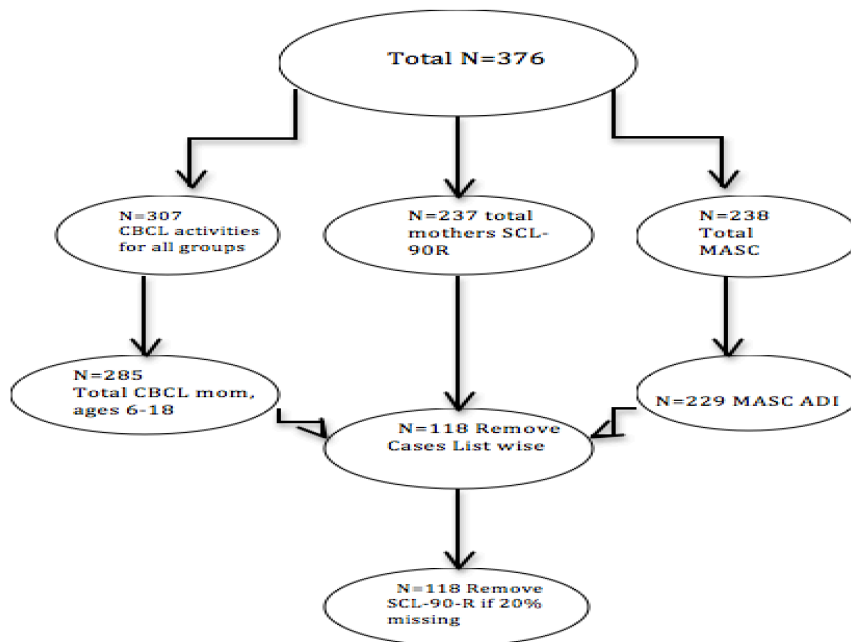 Total N=376
N=307
CBCL activities
for all groups
N=237 total
mothers SCL-
90R
N=238
Total
MASC
N=285
Total CBCL mom,
ages 6-18
N=229 MASC ADI
N=118 Remove
Cases List wise
N=118 Remove
SCL-90-R if 20%
missing